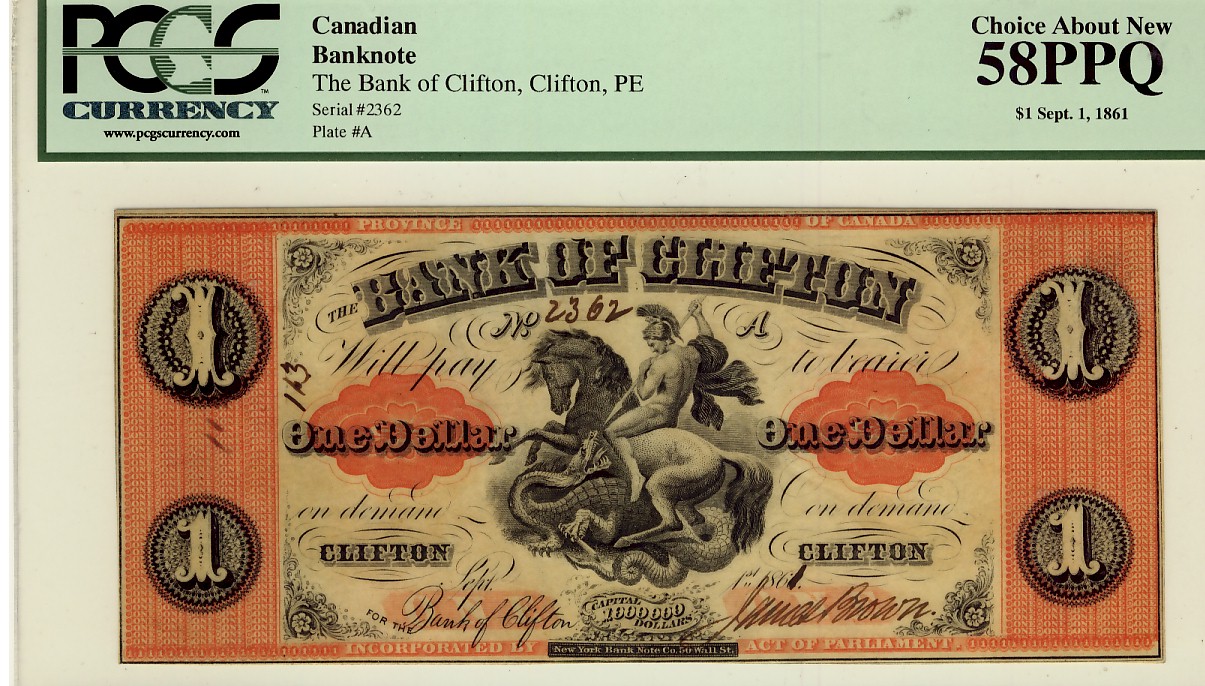 PCGS
CURRENCY
™
www.pcgscurrency.com
Canadian
Banknote
The Bank of Clifton, Clifton, PE
Serial #2362
Plate #A
Choice About New
58PPQ
$1 Sept. 1, 1861
PROVINCE OF CANADA
THE BANK OF CLIFTON
No 2362 A
Will pay to bearer
113
1 1
One Dollar One Dollar
on demand on demand
CLIFTON CLIFTON
1 1
Sept. 1st 1861.
FOR THE Bank of Clifton
CAPITAL
1000000
DOLLARS
James Brown.
INCORPORATED BY New York Bank Note Co. 50 Wall St. ACT OF PARLIAMENT.